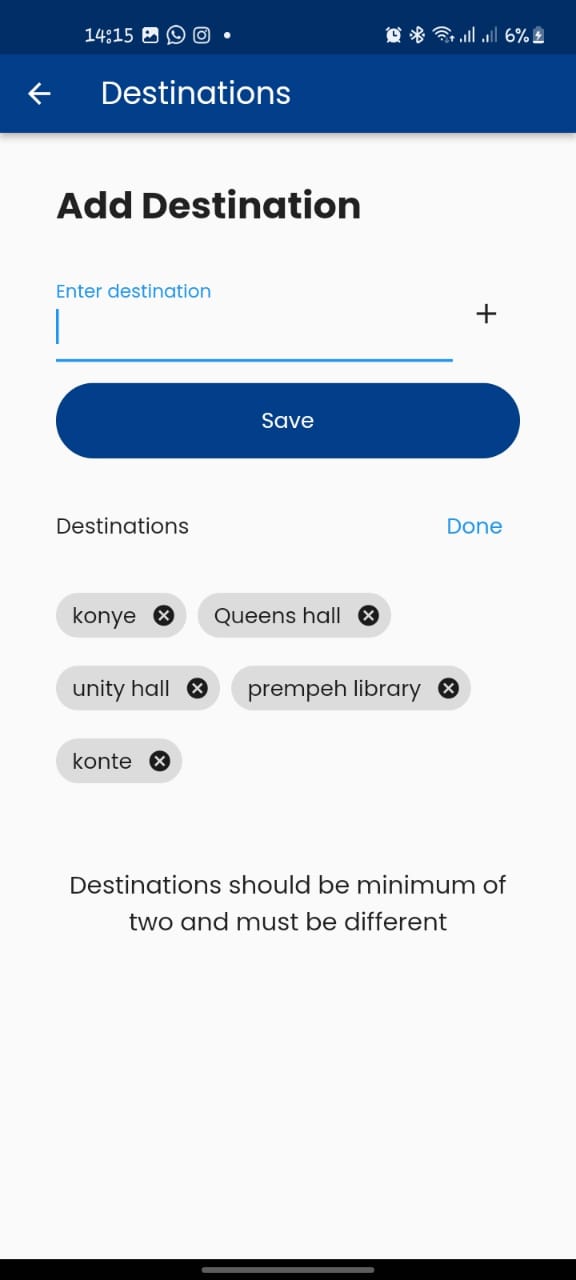 14:15 6%
Destinations
Add Destination
Enter destination
Save
Destinations Done
konye Queens hall
unity hall prempeh library
konte
Destinations should be minimum of
two and must be different